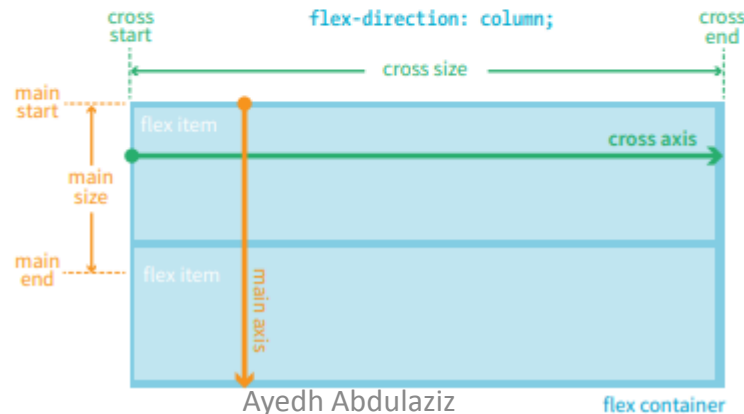 cross start
cross end
flex-direction: column;
cross size
main start
flex item
cross axis
main size
main end
flex item
main axis
Ayedh Abdulaziz
flex container